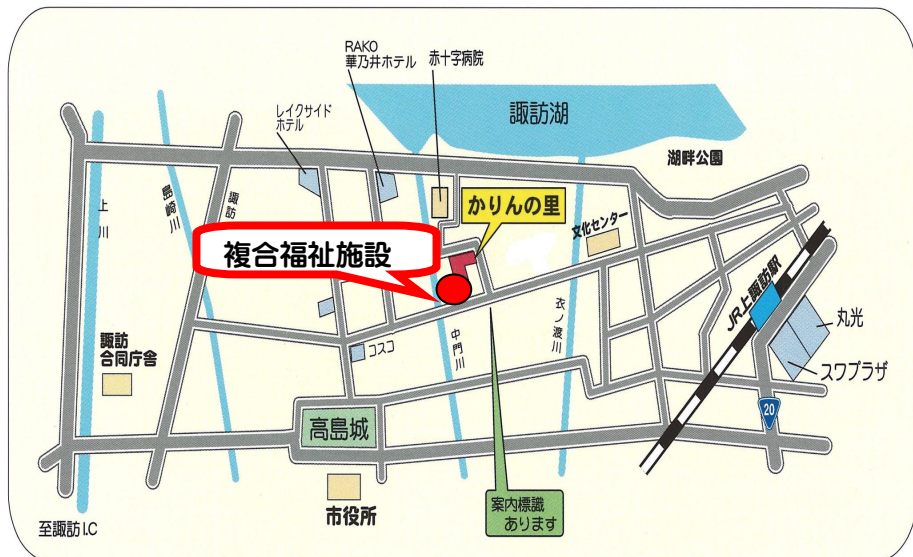 RAKO
華乃井ホテル
赤十字病院
レイクサイド
ホテル
諏訪湖
湖畔公園
上川
島崎川
諏訪
かりんの里
文化センター
複合福祉施設
JR上諏訪駅
丸光
スワプラザ
衣ノ渡川
中門川
コスコ
諏訪
合同庁舎
高島城
20
市役所
案内標識
あります
至諏訪I.C